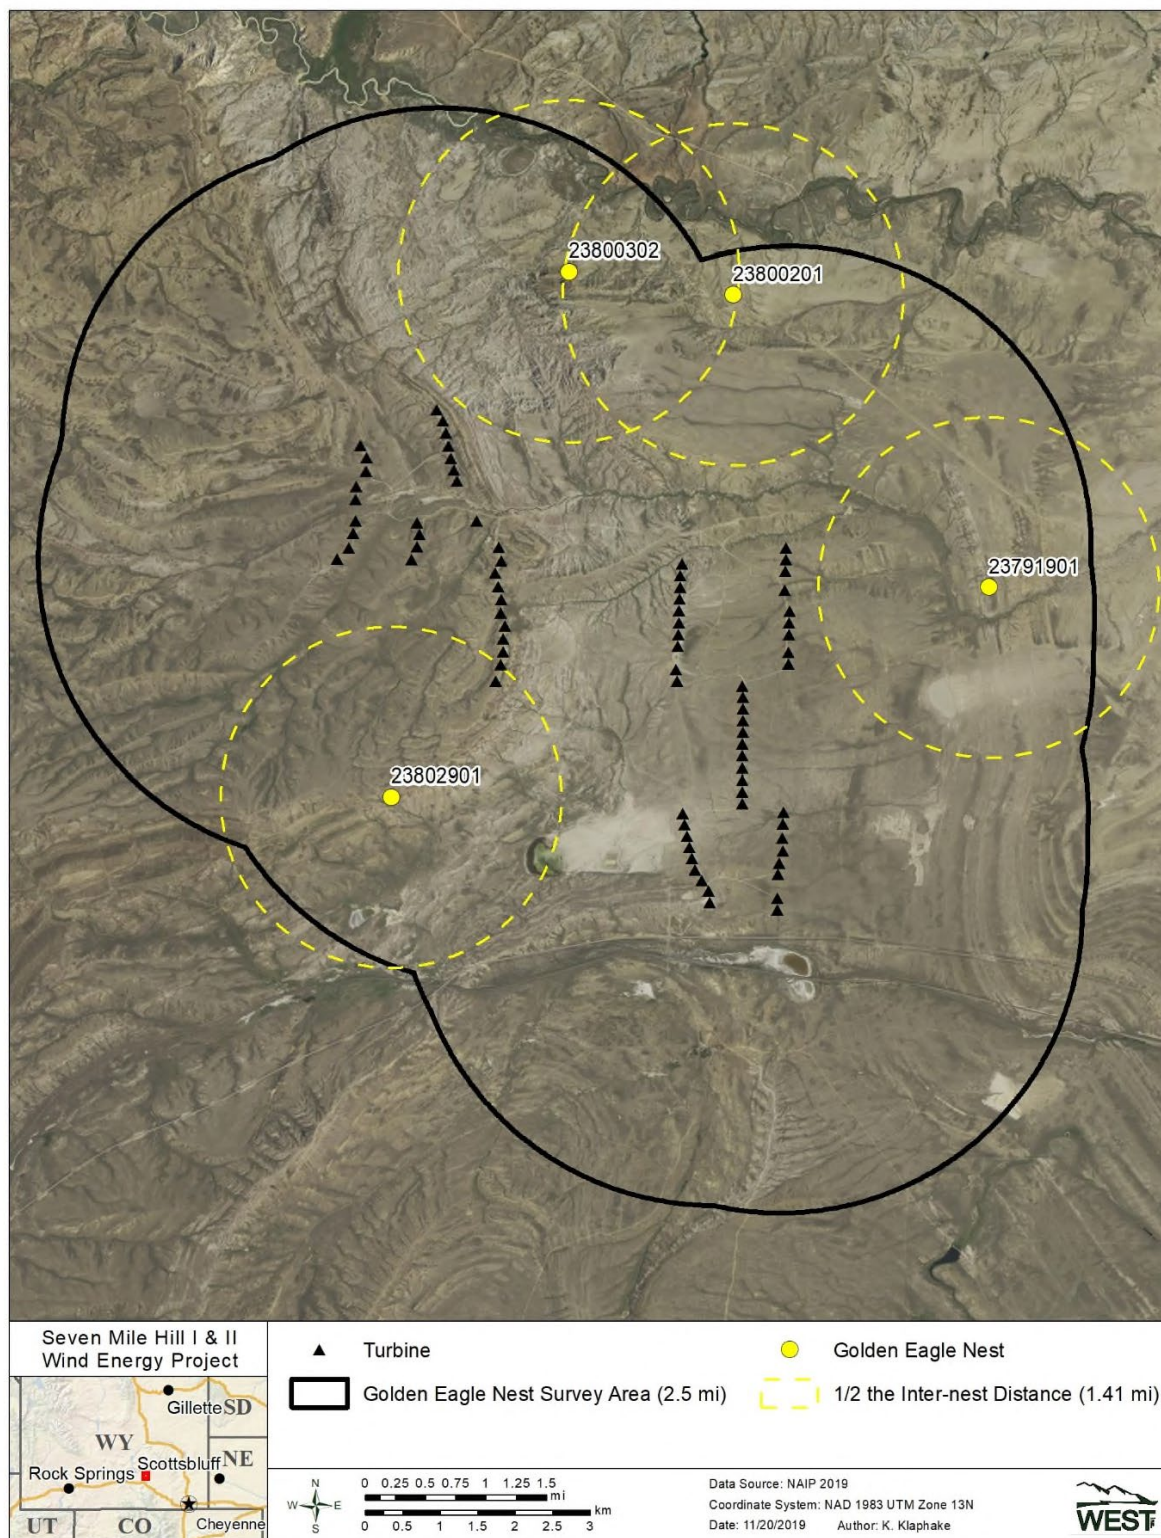 23800302
23800201
23791901
23802901
Seven Mile Hill I & II
Wind Energy Project
Turbine
Golden Eagle Nest
Golden Eagle Nest Survey Area (2.5 mi)
1/2 the Inter-nest Distance (1.41 mi)
Gillette
SD
WY
NE
Scottsbluff
Rock Springs
Cheyenne
UT
CO
N
W
E
S
0 0.25 0.5 0.75 1 1.25 1.5
mi
km
0 0.5 1 1.5 2 2.5 3
Data Source: NAIP 2019
Coordinate System: NAD 1983 UTM Zone 13N
Date: 11/20/2019 Author: K. Klaphake
WEST